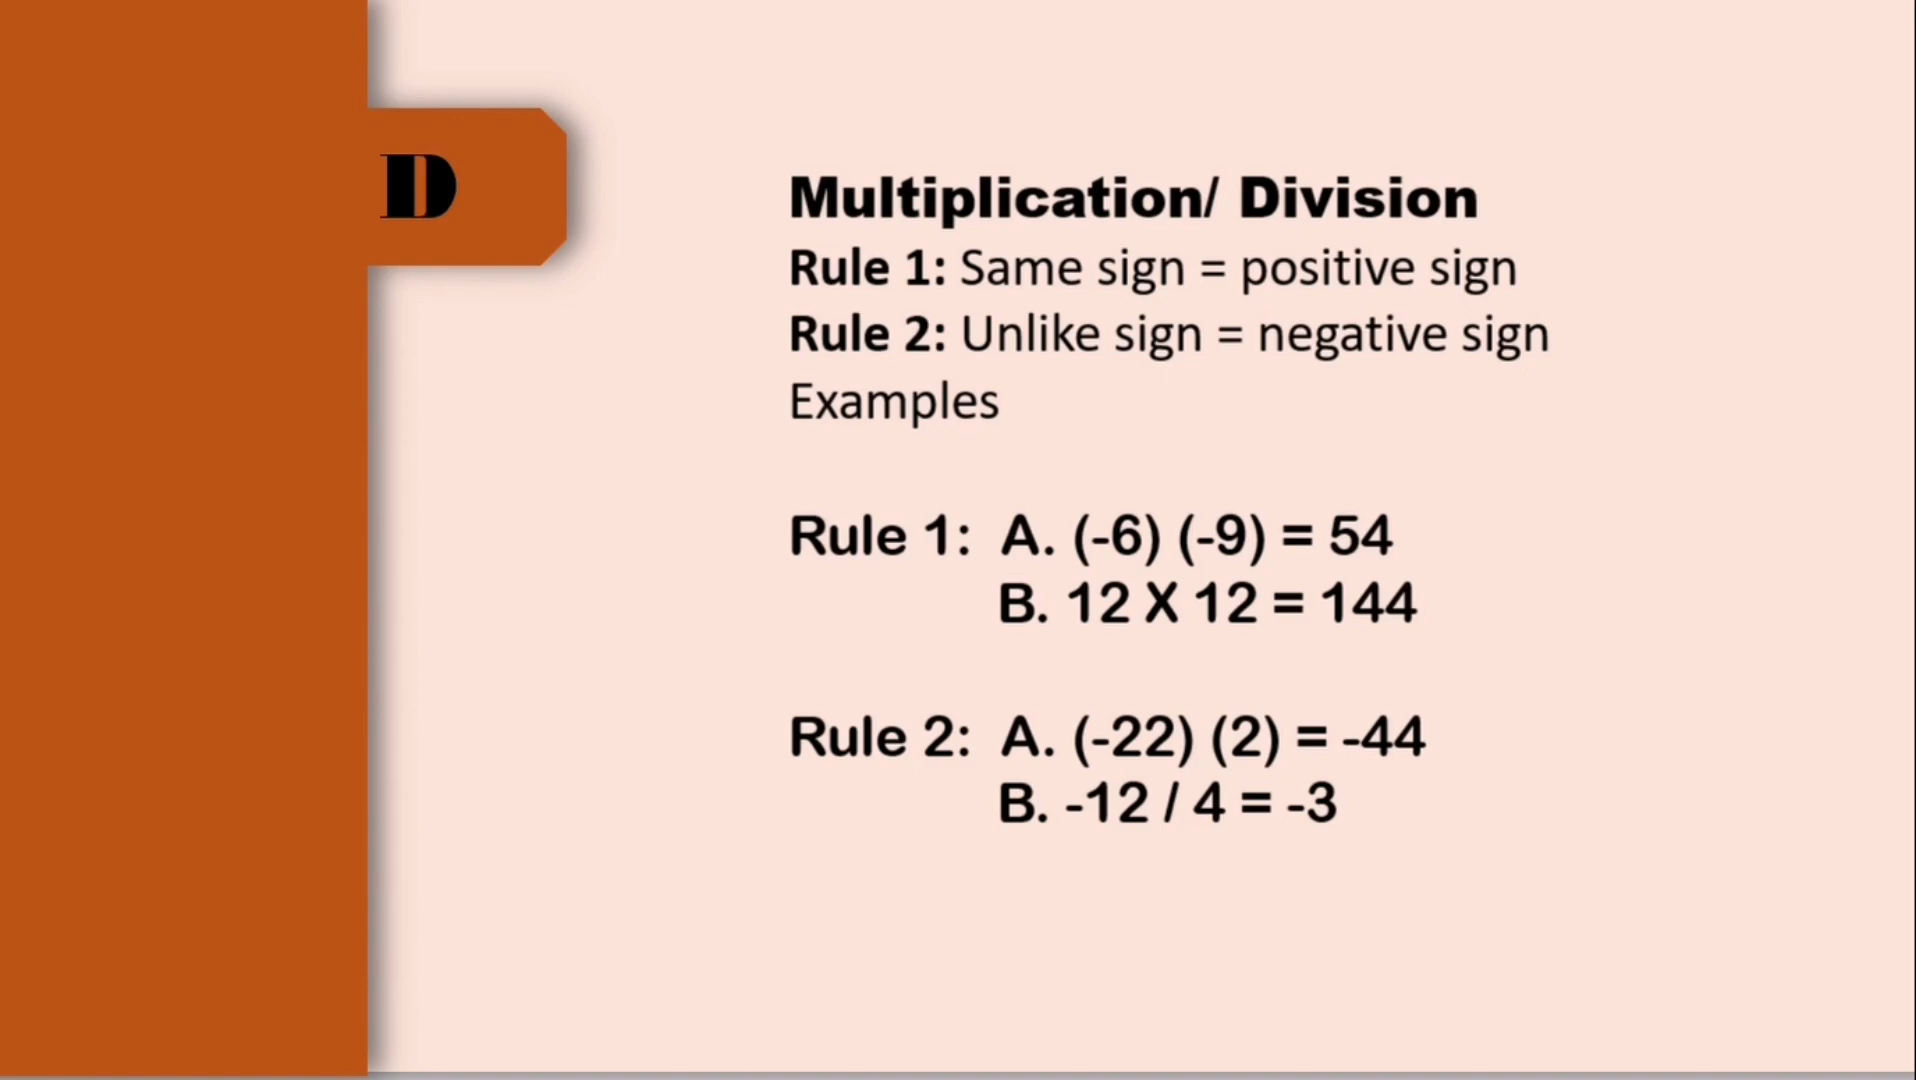 D
Multiplication/ Division
Rule 1: Same sign = positive sign
Rule 2: Unlike sign = negative sign
Examples
Rule 1: A. (-6) (-9) = 54
B. 12 X 12 = 144
Rule 2: A. (-22) (2) = -44
B. -12 / 4 = -3